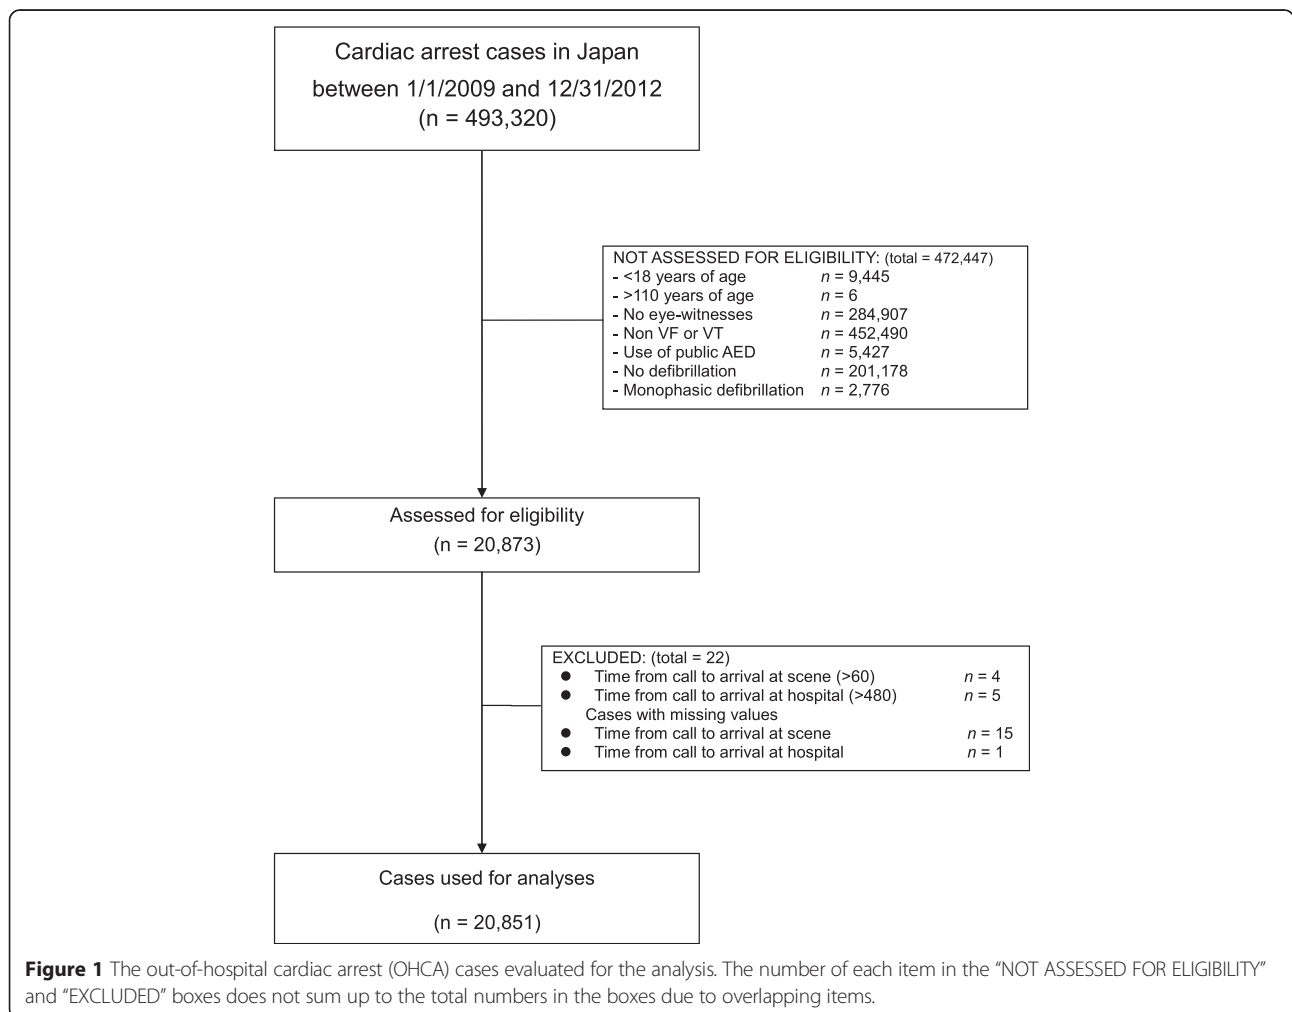 Cardiac arrest cases in Japan
between 1/1/2009 and 12/31/2012
(n = 493,320)
NOT ASSESSED FOR ELIGIBILITY: (total = 472,447)
- <18 years of age n = 9,445
- >110 years of age n = 6
- No eye-witnesses n = 284,907
- Non VF or VT n = 452,490
- Use of public AED n = 5,427
- No defibrillation n = 201,178
- Monophasic defibrillation n = 2,776
Assessed for eligibility
(n = 20,873)
EXCLUDED: (total = 22)
● Time from call to arrival at scene (>60) n = 4
● Time from call to arrival at hospital (>480) n = 5
Cases with missing values
● Time from call to arrival at scene n = 15
● Time from call to arrival at hospital n = 1
Cases used for analyses
(n = 20,851)
Figure 1 The out-of-hospital cardiac arrest (OHCA) cases evaluated for the analysis. The number of each item in the “NOT ASSESSED FOR ELIGIBILITY”
and “EXCLUDED” boxes does not sum up to the total numbers in the boxes due to overlapping items.